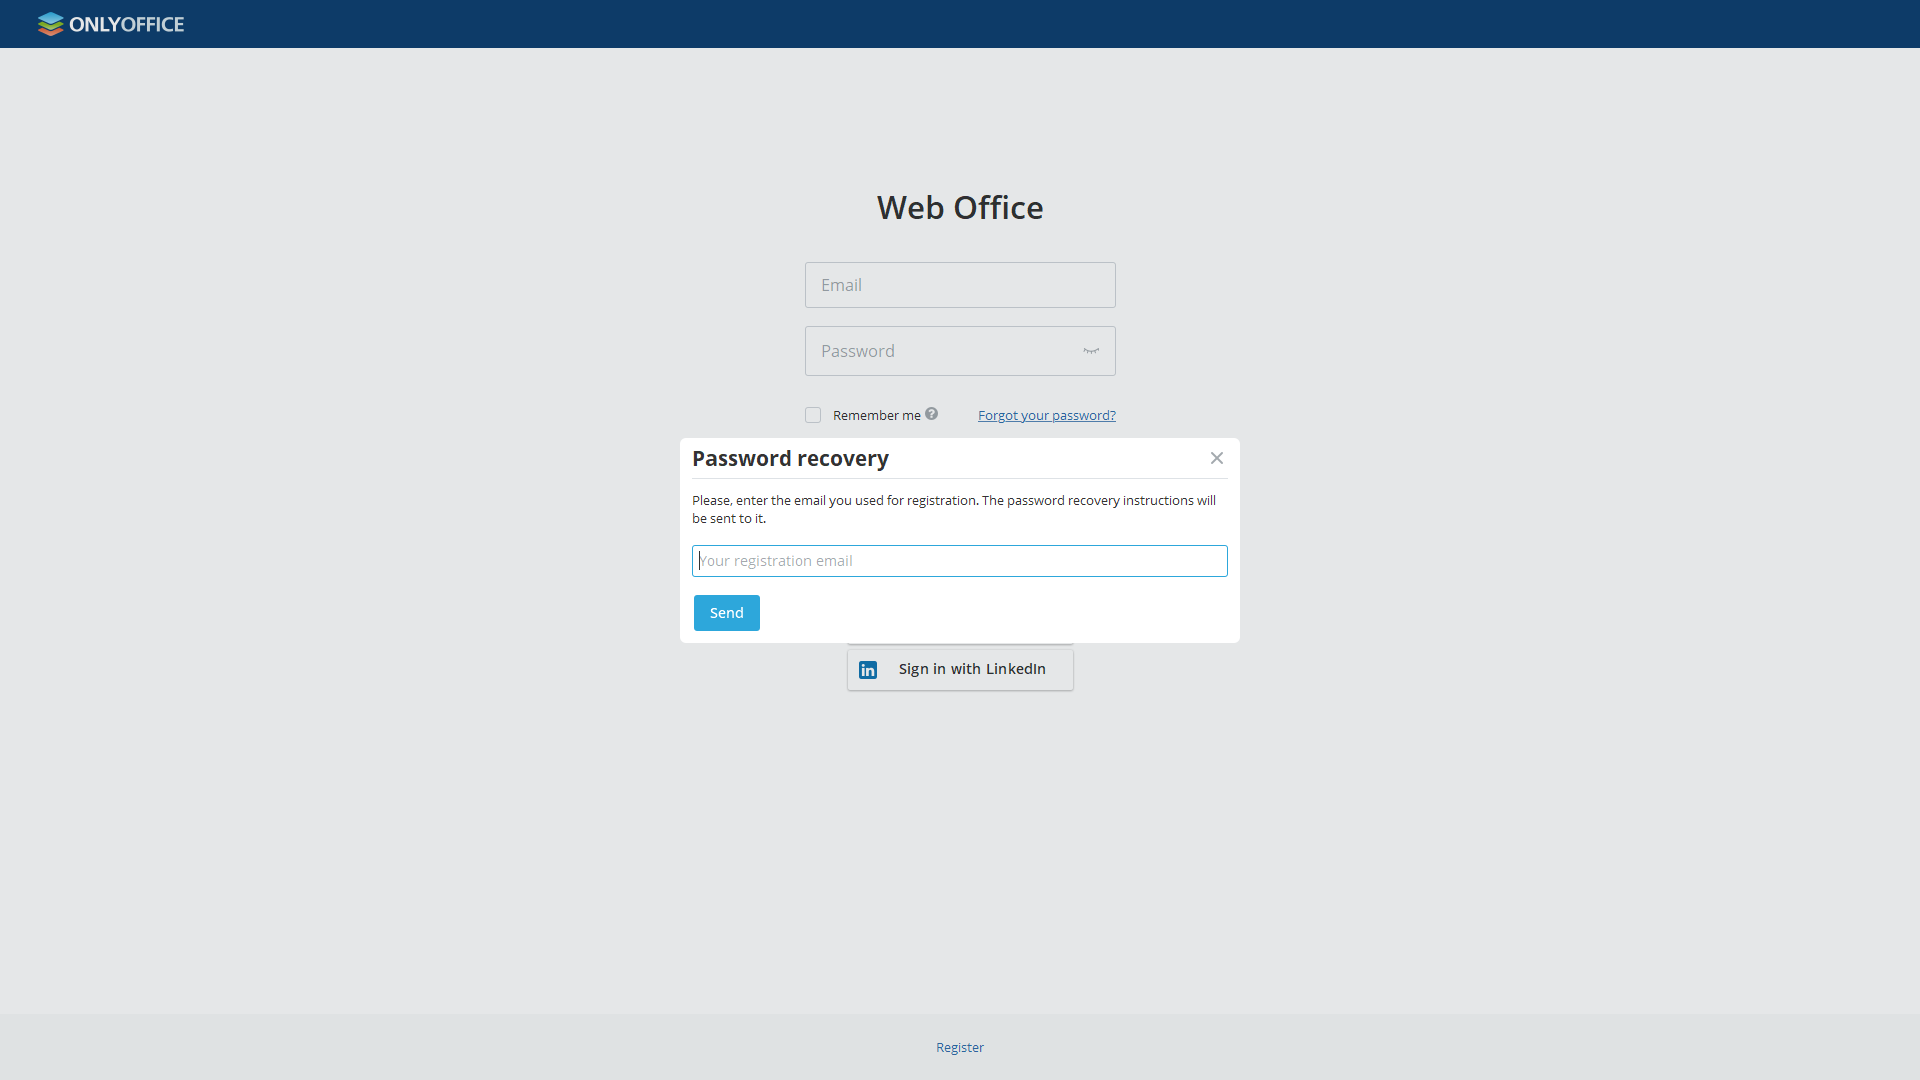 ONLYOFFICE
Web Office
Email
Password
Remember me ?
Forgot your password?
Password recovery
Please, enter the email you used for registration. The password recovery instructions will
be sent to it.
Your registration email
Send
in Sign in with LinkedIn
Register